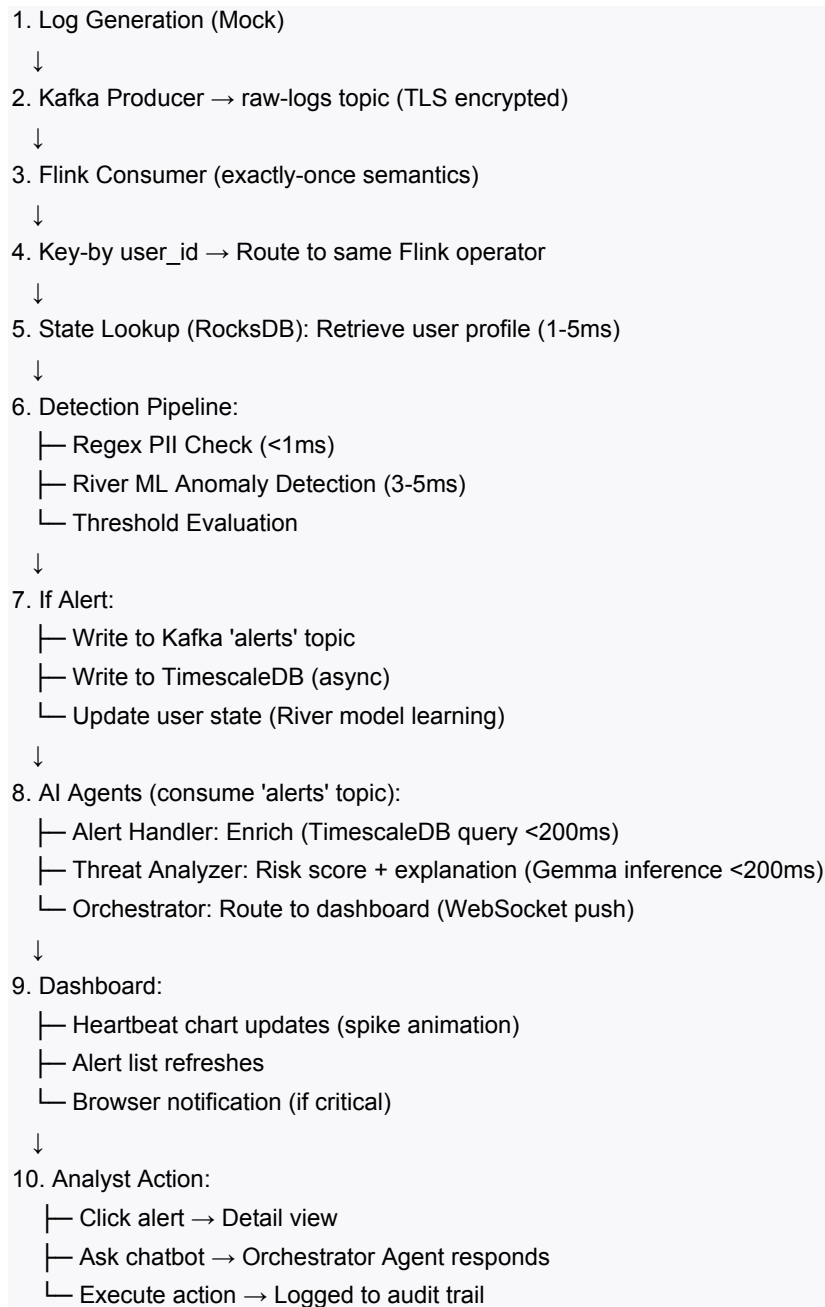 1. Log Generation (Mock)
↓
2. Kafka Producer → raw-logs topic (TLS encrypted)
↓
3. Flink Consumer (exactly-once semantics)
↓
4. Key-by user_id → Route to same Flink operator
↓
5. State Lookup (RocksDB): Retrieve user profile (1-5ms)
↓
6. Detection Pipeline:
├─ Regex PII Check (<1ms)
├─ River ML Anomaly Detection (3-5ms)
└─ Threshold Evaluation
↓
7. If Alert:
├─ Write to Kafka 'alerts' topic
├─ Write to TimescaleDB (async)
└─ Update user state (River model learning)
↓
8. AI Agents (consume 'alerts' topic):
├─ Alert Handler: Enrich (TimescaleDB query <200ms)
├─ Threat Analyzer: Risk score + explanation (Gemma inference <200ms)
└─ Orchestrator: Route to dashboard (WebSocket push)
↓
9. Dashboard:
├─ Heartbeat chart updates (spike animation)
├─ Alert list refreshes
└─ Browser notification (if critical)
↓
10. Analyst Action:
├─ Click alert → Detail view
├─ Ask chatbot → Orchestrator Agent responds
└─ Execute action → Logged to audit trail